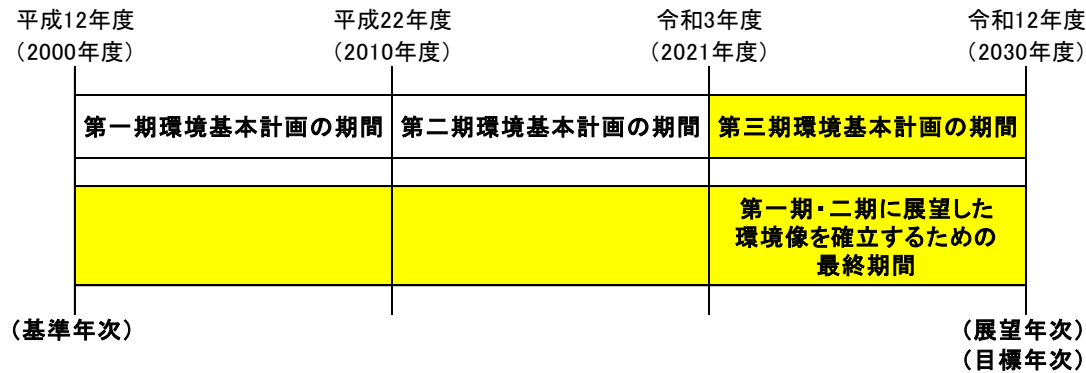 平成12年度 平成22年度 令和3年度 令和12年度
（2000年度） （2010年度） （2021年度） （2030年度）
第一期環境基本計画の期間 第二期環境基本計画の期間 第三期環境基本計画の期間
第一期・二期に展望した
環境像を確立するための
最終期間
（基準年次） （展望年次）
（目標年次）